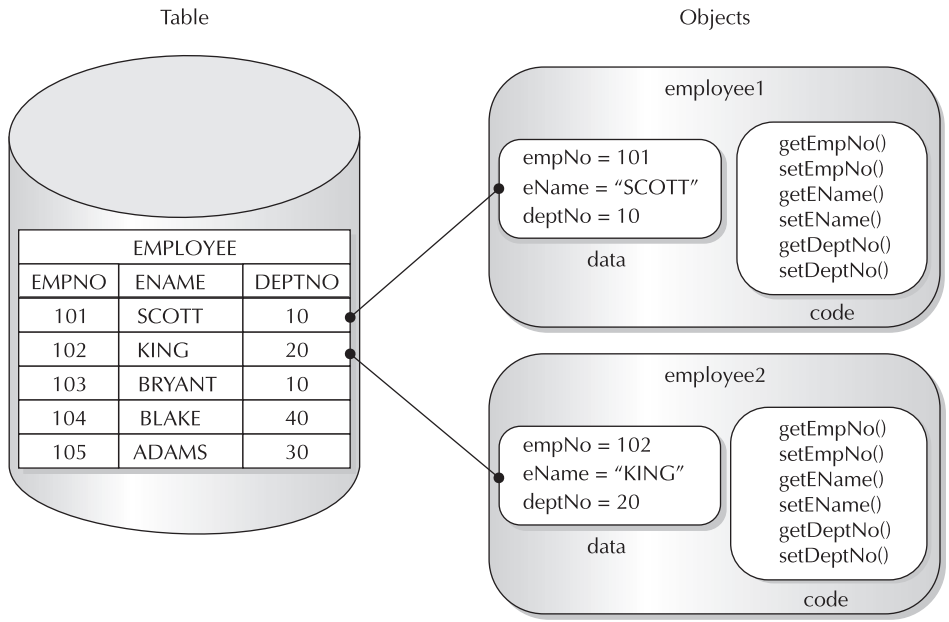 Table
Objects
EMPLOYEE
EMPNO ENAME DEPTNO
101 SCOTT 10
102 KING 20
103 BRYANT 10
104 BLAKE 40
105 ADAMS 30
employee1
empNo = 101
eName = “SCOTT”
deptNo = 10
data
getEmpNo()
setEmpNo()
getEName()
setEName()
getDeptNo()
setDeptNo()
code
employee2
empNo = 102
eName = “KING”
deptNo = 20
data
getEmpNo()
setEmpNo()
getEName()
setEName()
getDeptNo()
setDeptNo()
code